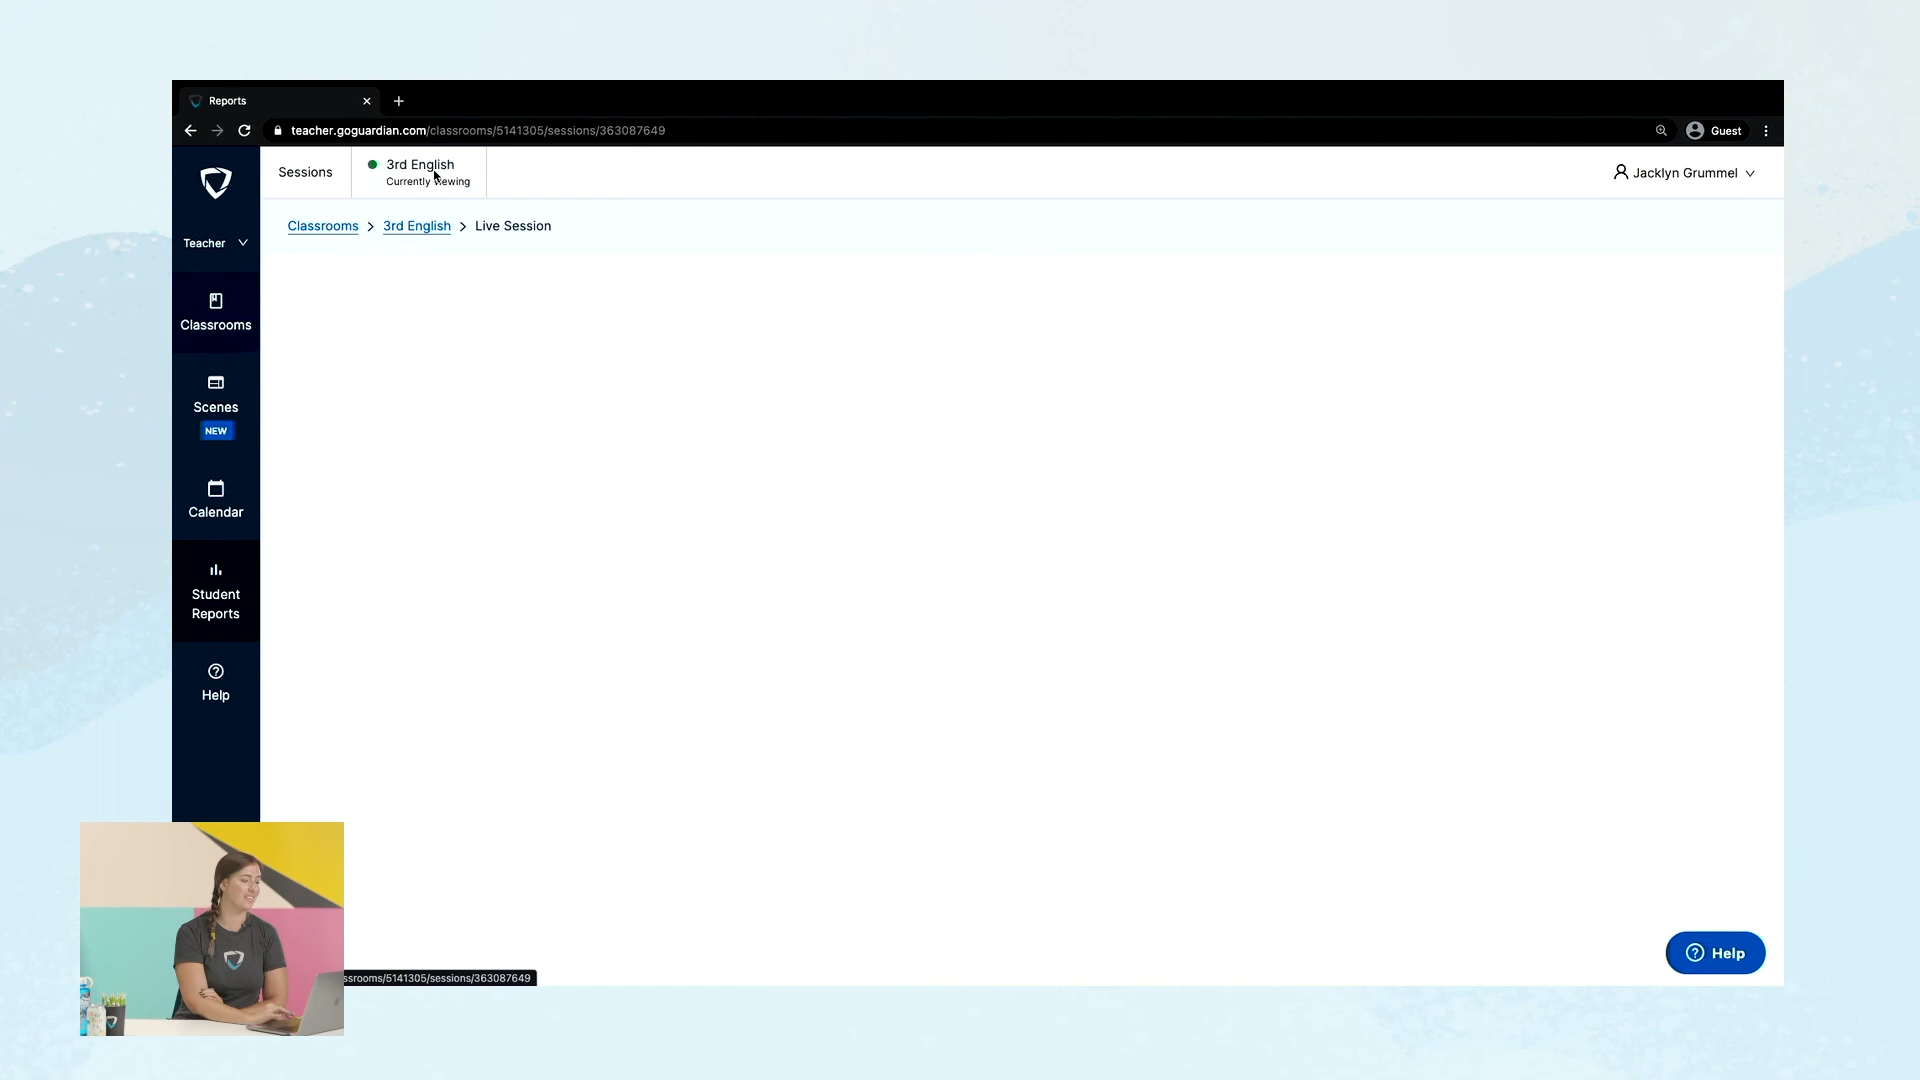 Reports
teacher.goguardian.com/classrooms/5141305/sessions/363087649
Guest
Sessions
3rd English
Currently viewing
Jacklyn Grummel
Classrooms > 3rd English > Live Session
Teacher
Classrooms
Scenes
NEW
Calendar
Student
Reports
Help
Help
ssrooms/5141305/sessions/363087649